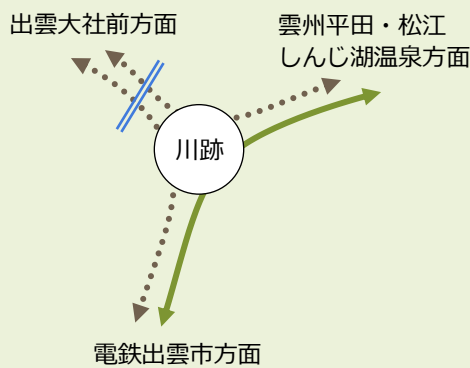 出雲大社前方面
雲州平田・松江
しんじ湖温泉方面
川跡
電鉄出雲市方面